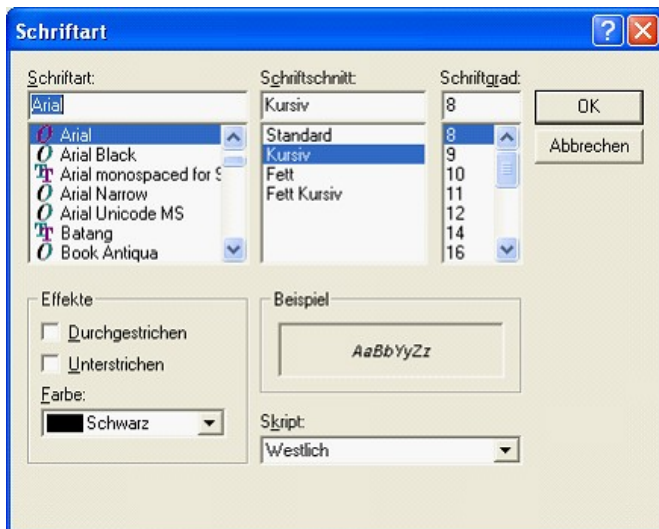 Schriftart
Schriftart:
Arial
Arial
Arial Black
Arial monospaced for S
Arial Narrow
Arial Unicode MS
Batang
Book Antiqua
Schriftschnitt:
Kursiv
Standard
Kursiv
Fett
Fett Kursiv
Schriftgrad:
8
8
9
10
11
12
14
16
OK
Abbrechen
Effekte
Durchgestrichen
Unterstrichen
Farbe:
Schwarz
Beispiel
AaBbYyZz
Skript:
Westlich